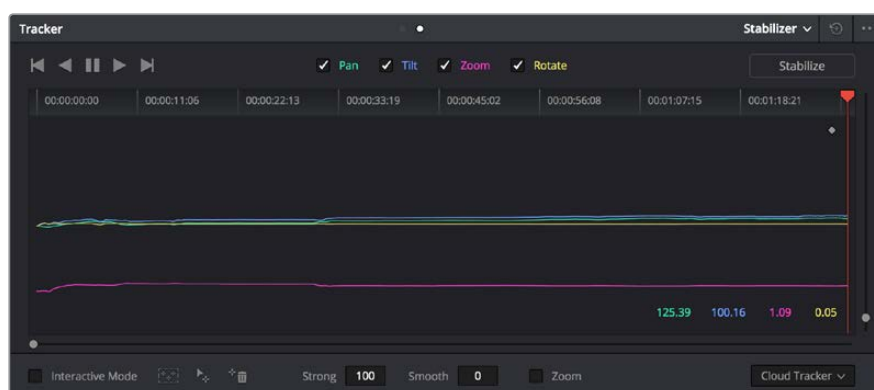 Tracker Stabilizer
Pan Tilt Zoom Rotate Stabilize
00:00:00:00 00:00:11:06 00:00:22:13 00:00:33:19 00:00:45:02 00:00:56:08 00:01:07:15 00:01:18:21
125.39 100.16 1.09 0.05
Interactive Mode Strong 100 Smooth 0 Zoom Cloud Tracker